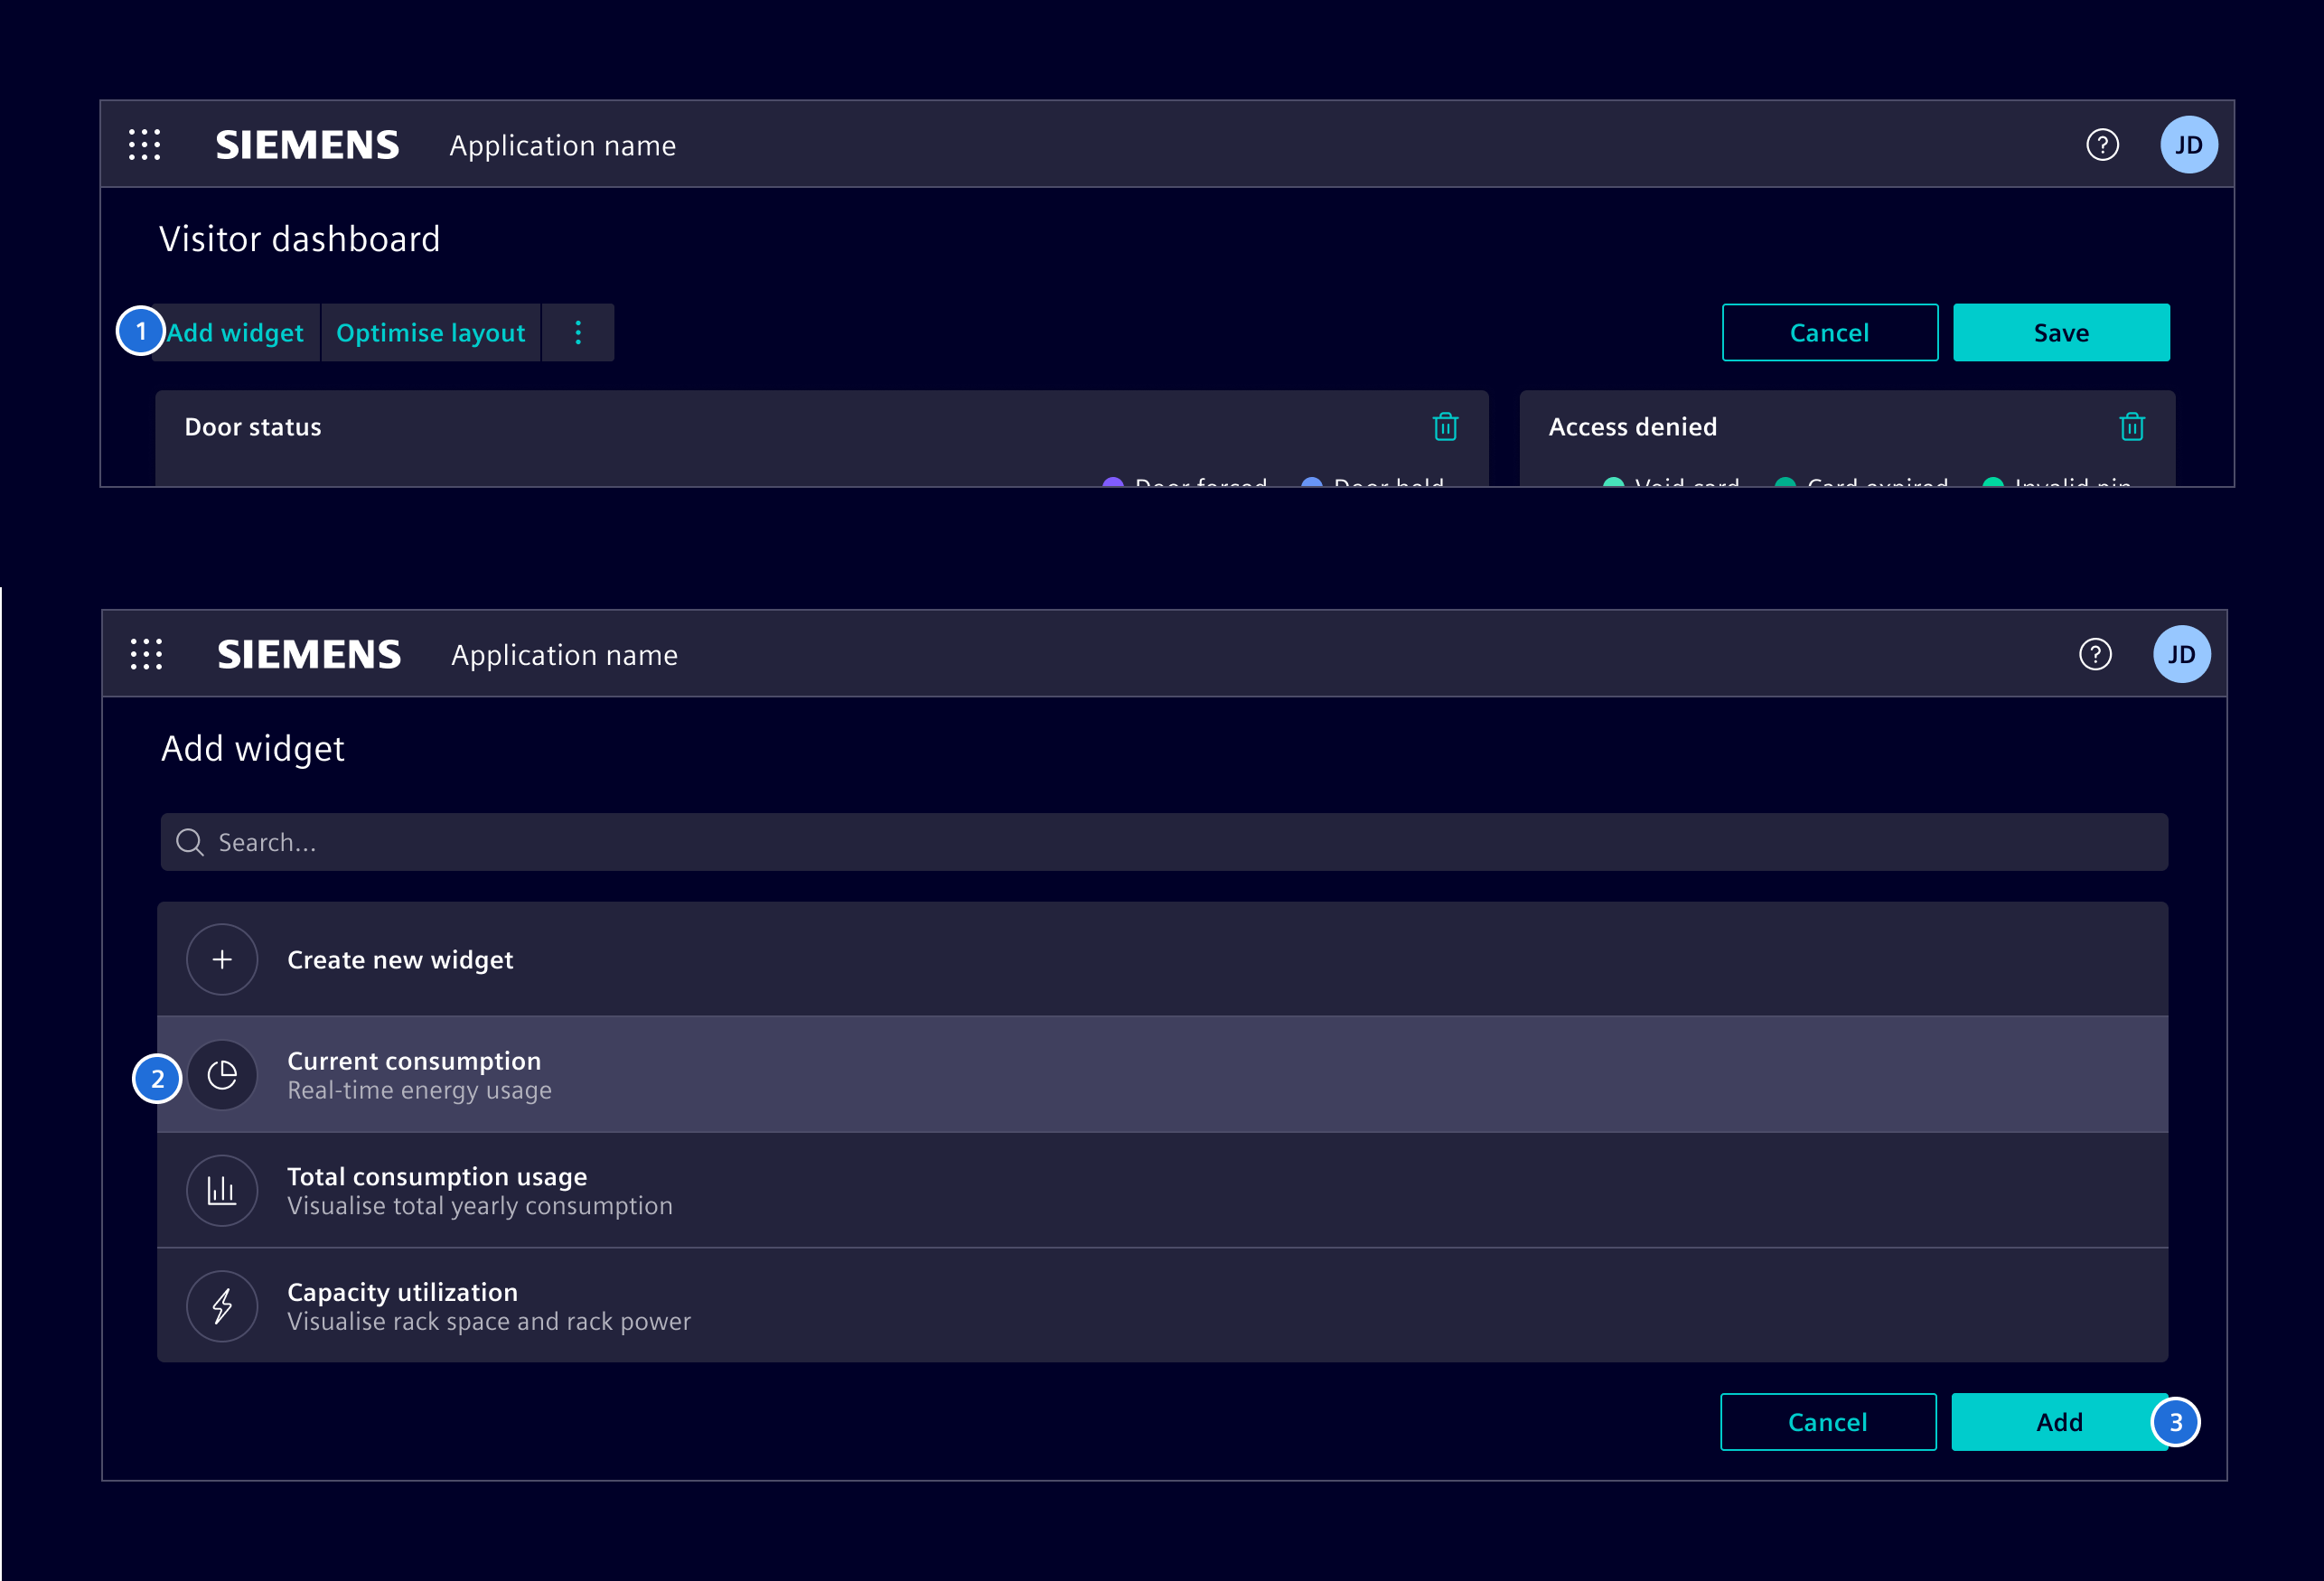 SIEMENS Application name ? JD
Visitor dashboard
1 Add widget Optimise layout Cancel Save
Door status Access denied
Door forced Door held Void card Card expired Invalid pin
SIEMENS Application name ? JD
Add widget
Search...
Create new widget
2 Current consumption
Real-time energy usage
Total consumption usage
Visualise total yearly consumption
Capacity utilization
Visualise rack space and rack power
Cancel Add 3